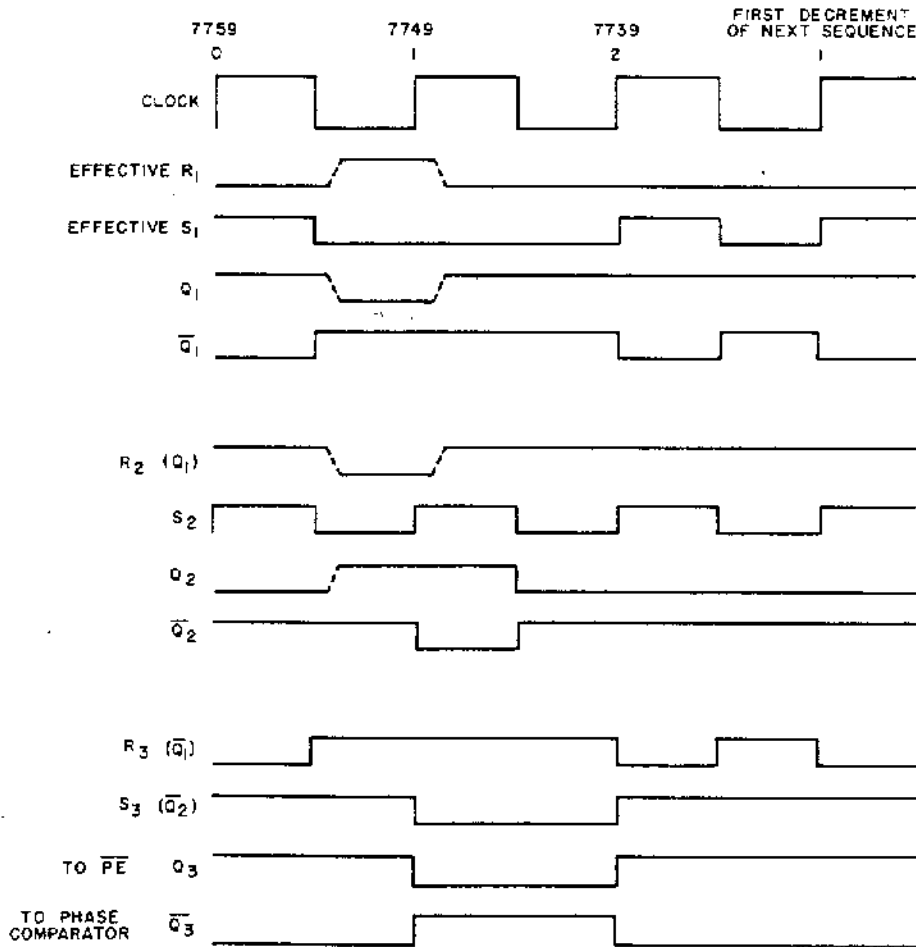 FIRST DECREMENT
7759 7749 7739 OF NEXT SEQUENCE
0 1 2 1
CLOCK
EFFECTIVE R1
EFFECTIVE S1
Q1
Q̅1
R2 (Q1)
S2
Q2
Q̅2
R3 (Q̅1)
S3 (Q̅2)
TO P̅E̅ Q3
TO PHASE
COMPARATOR Q̅3